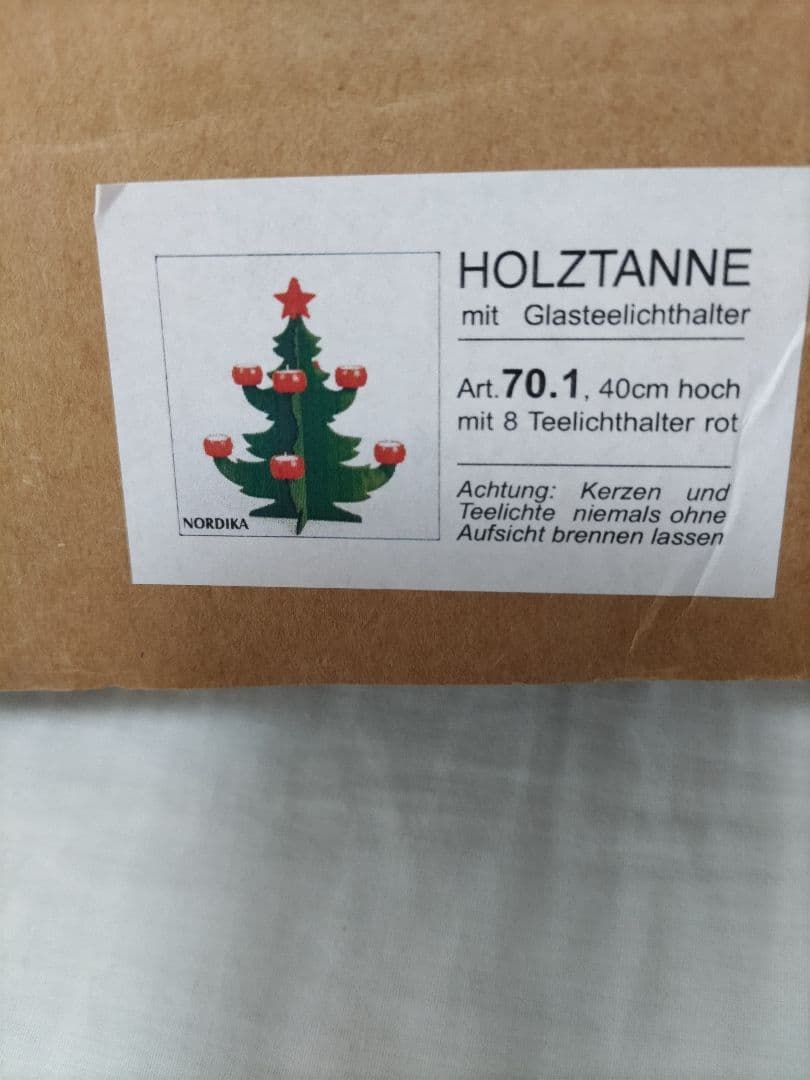 HOLZTANNE
mit Glasteelichthalter
Art.70.1, 40cm hoch
mit 8 Teelichthalter rot
Achtung: Kerzen und
Teelichte niemals ohne
Aufsicht brennen lassen
NORDIKA